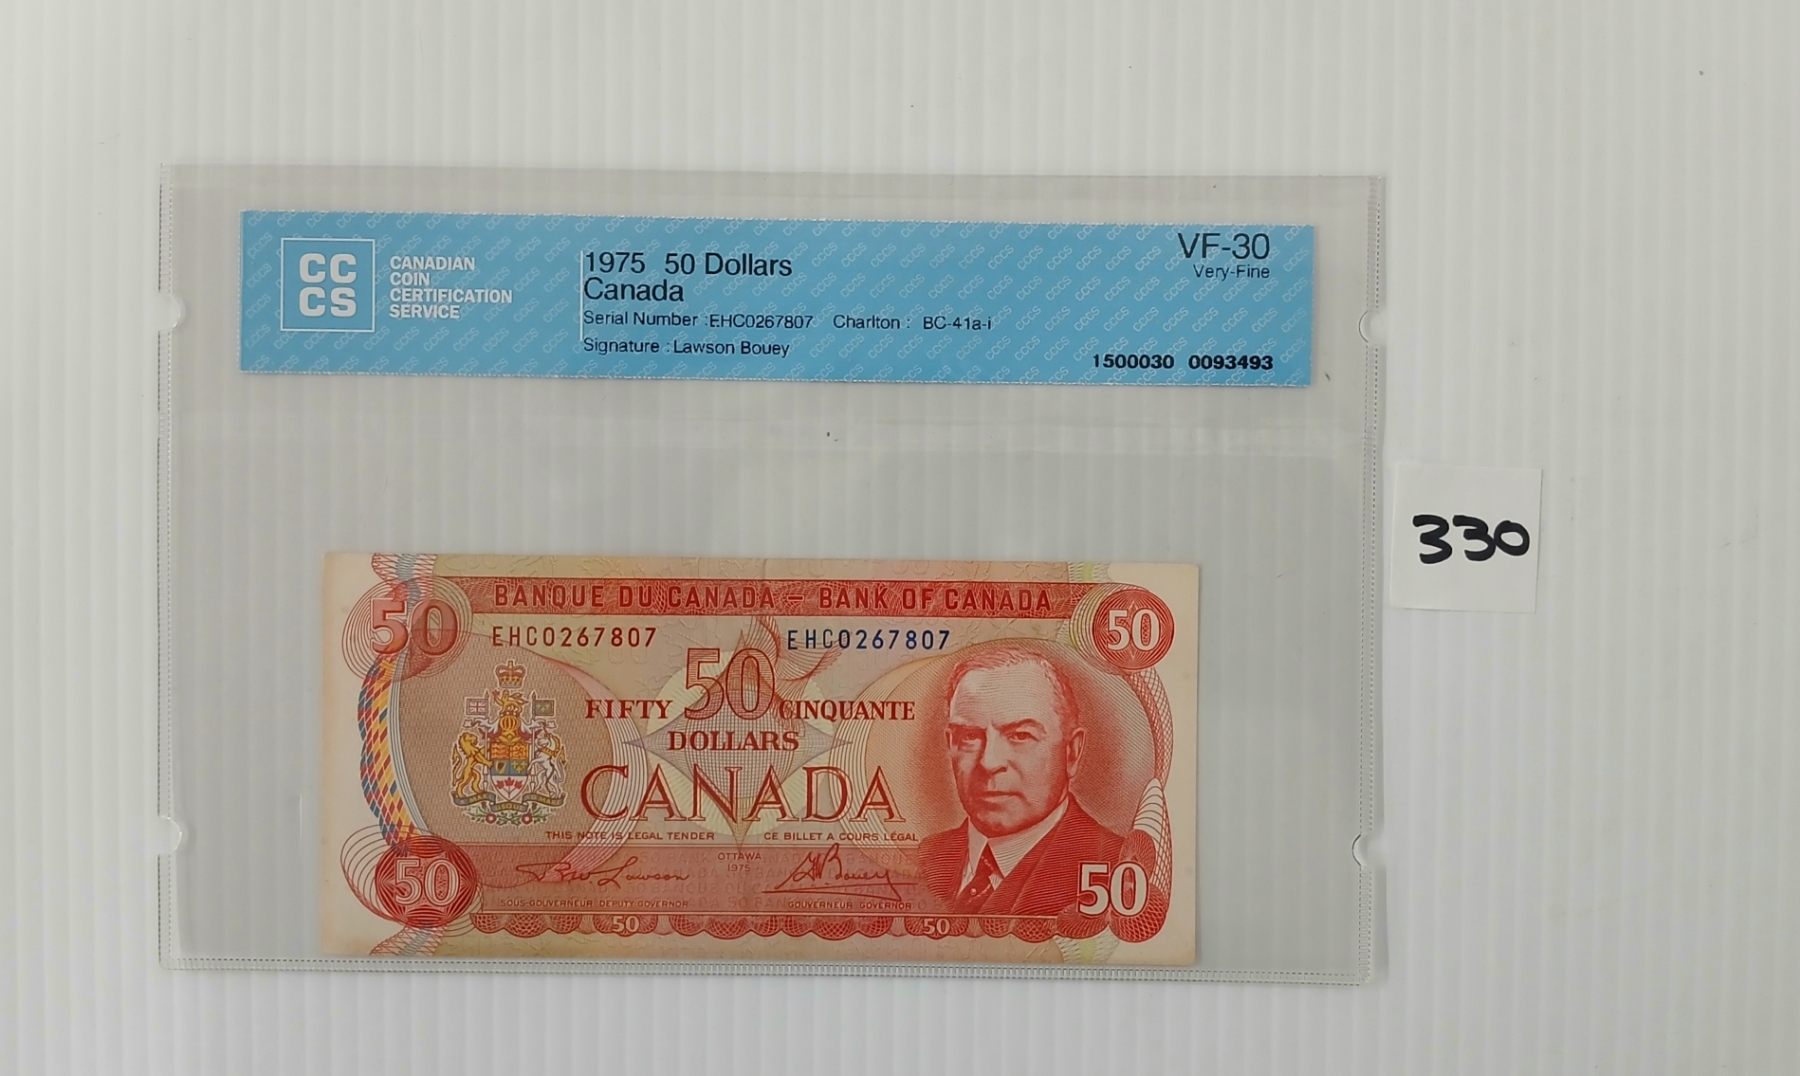 CC
CS
CANADIAN
COIN
CERTIFICATION
SERVICE
1975 50 Dollars
Canada
Serial Number :EHC0267807 Charlton : BC-41a-i
Signature : Lawson Bouey
VF-30
Very-Fine
1500030 0093493
330
50 BANQUE DU CANADA – BANK OF CANADA 50
EHC0267807 EHC0267807
50
FIFTY CINQUANTE
DOLLARS
CANADA
THIS NOTE IS LEGAL TENDER CE BILLET A COURS LÉGAL
OTTAWA
1975
Lawson Bouey
SOUS-GOUVERNEUR DEPUTY GOVERNOR GOUVERNEUR GOVERNOR
50 50
50 50